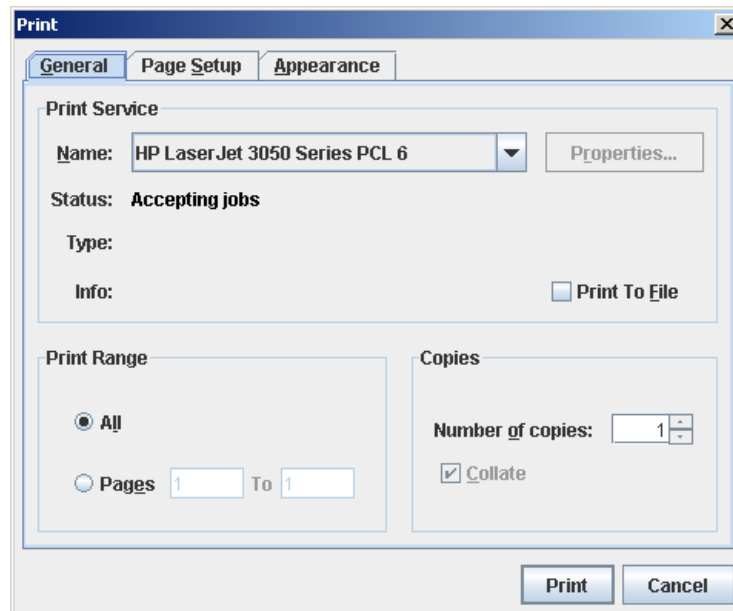 Print
General Page Setup Appearance
Print Service
Name: HP LaserJet 3050 Series PCL 6 Properties...
Status: Accepting jobs
Type:
Info: Print To File
Print Range Copies
All
Number of copies: 1
Collate
Pages 1 To 1
Print Cancel